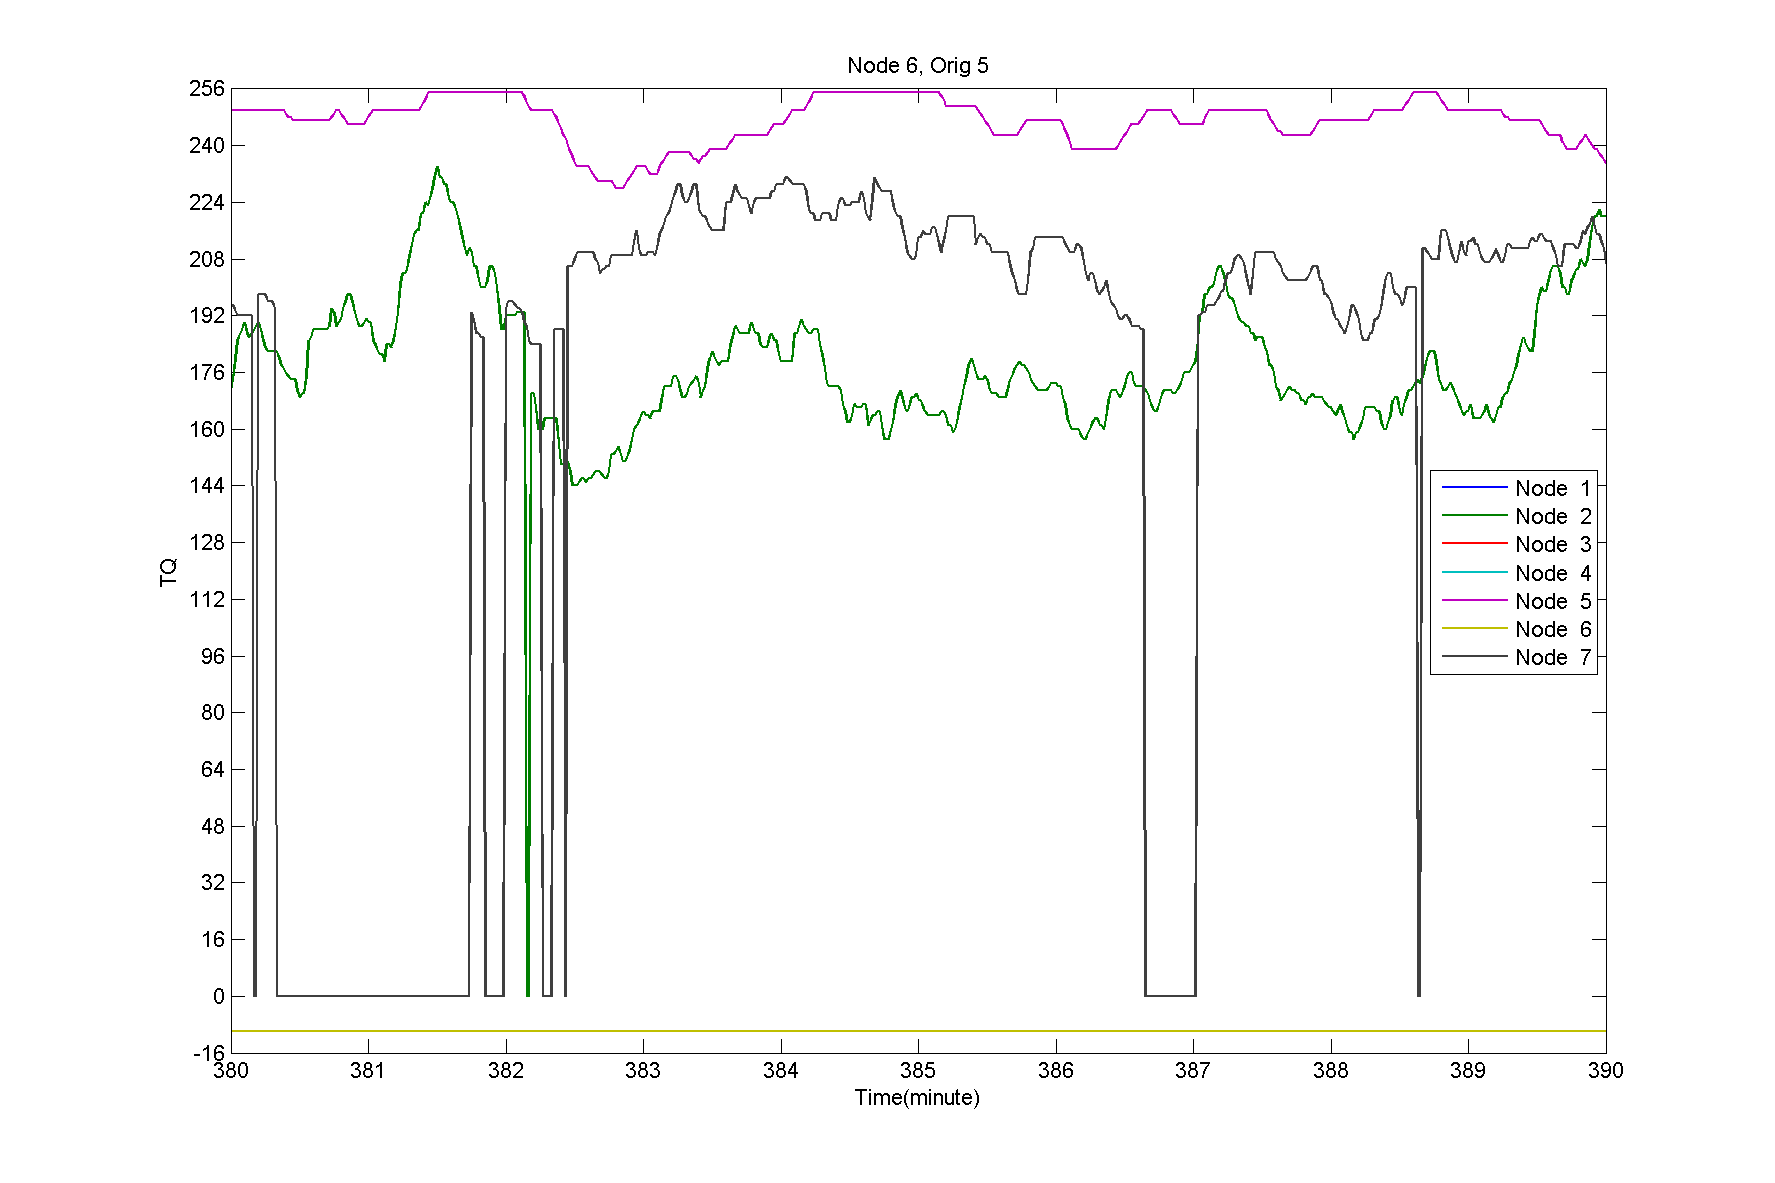 Node 6, Orig 5
256
240
224
208
192
176
160
144
128
112
96
80
64
48
32
16
0
-16
TQ
Node 1
Node 2
Node 3
Node 4
Node 5
Node 6
Node 7
380 381 382 383 384 385 386 387 388 389 390
Time(minute)